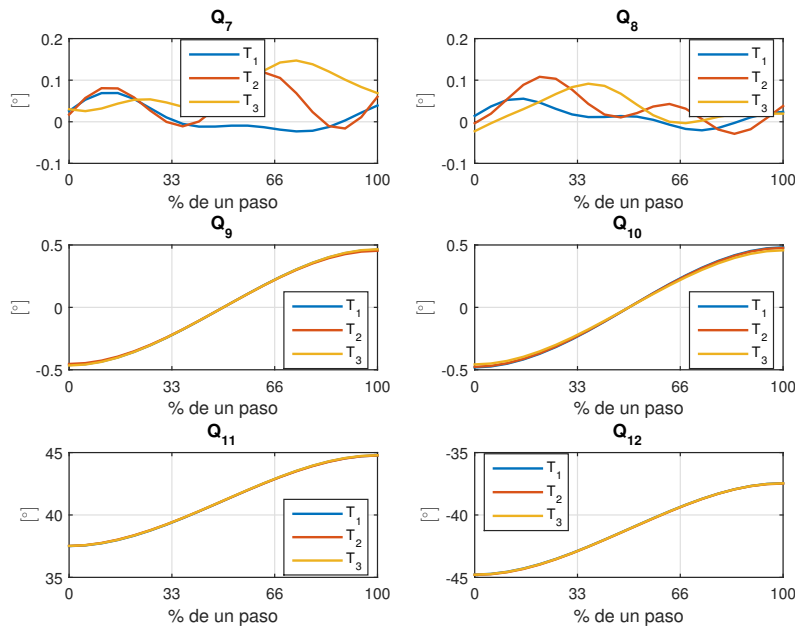 Q7
0.2
0.1
0
-0.1
[°]
T1
T2
T3
0 33 66 100
% de un paso
Q8
0.2
0.1
0
-0.1
[°]
T1
T2
T3
0 33 66 100
% de un paso
Q9
0.5
0
-0.5
[°]
T1
T2
T3
0 33 66 100
% de un paso
Q10
0.5
0
-0.5
[°]
T1
T2
T3
0 33 66 100
% de un paso
Q11
45
40
35
[°]
T1
T2
T3
0 33 66 100
% de un paso
Q12
-35
-40
-45
[°]
T1
T2
T3
0 33 66 100
% de un paso